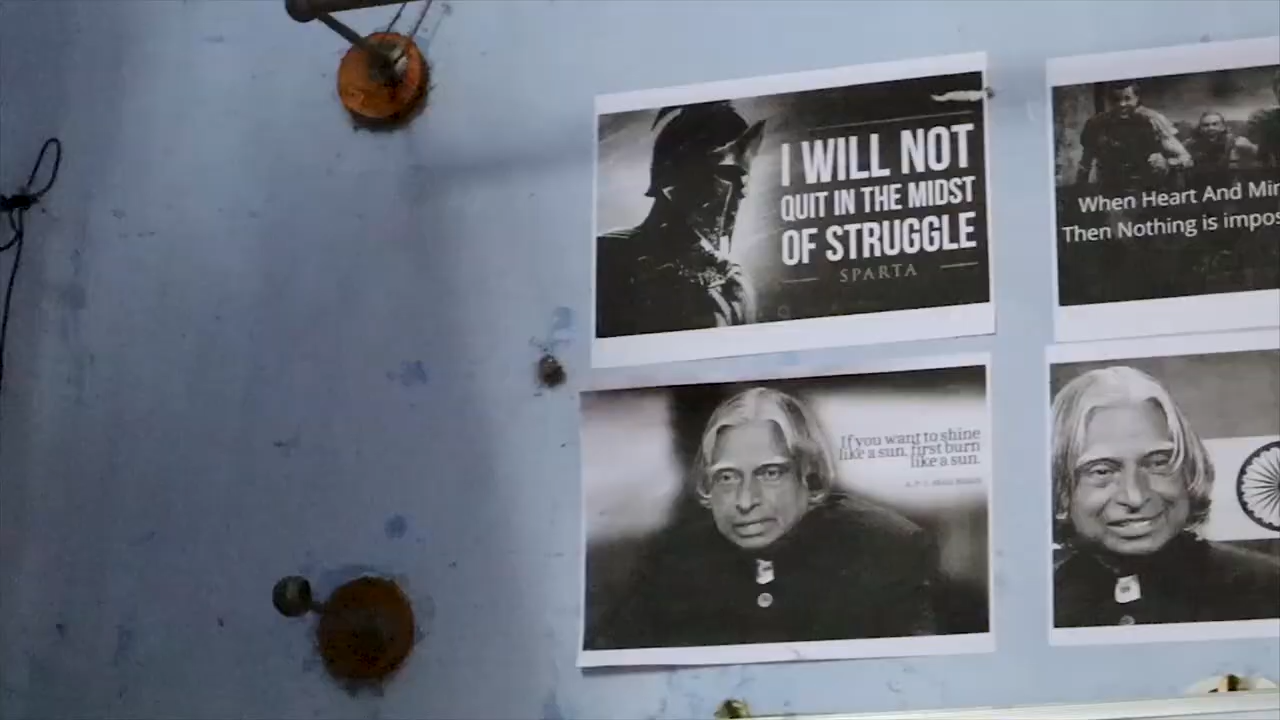 I WILL NOT
QUIT IN THE MIDST
OF STRUGGLE
SPARTA
When Heart And Min
Then Nothing is impos
If you want to shine
like a sun, first burn
like a sun.